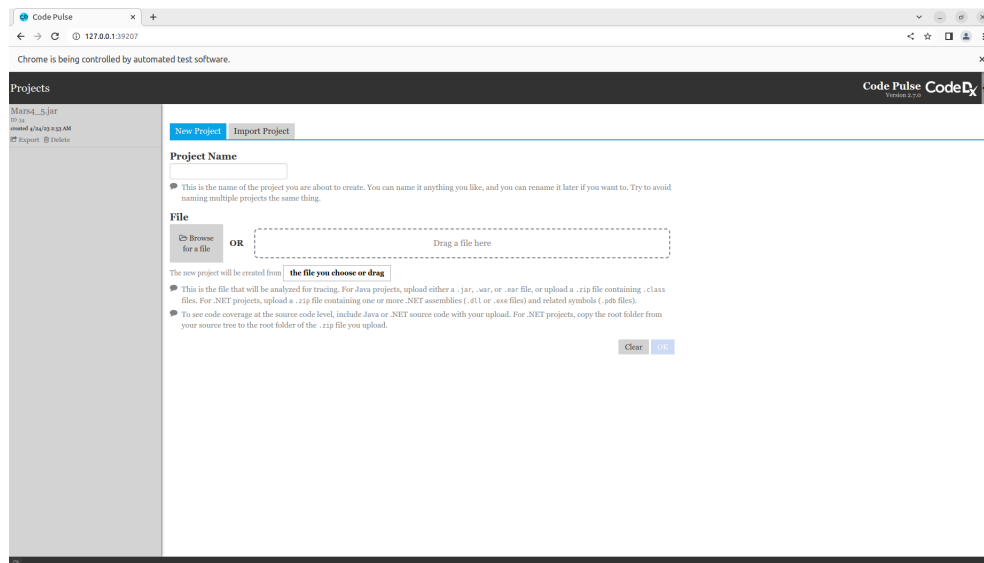 Code Pulse
127.0.0.1:39207
Chrome is being controlled by automated test software.
Projects
Code Pulse
Version 2.7.0
CodeDx
Mars4_5.jar
ID 34
created 4/24/23 2:53 AM
Export Delete
New Project Import Project
Project Name
This is the name of the project you are about to create. You can name it anything you like, and you can rename it later if you want to. Try to avoid
naming multiple projects the same thing.
File
Browse
for a file
OR
Drag a file here
The new project will be created from the file you choose or drag
This is the file that will be analyzed for tracing. For Java projects, upload either a .jar, .war, or .ear file, or upload a .zip file containing .class
files. For .NET projects, upload a .zip file containing one or more .NET assemblies (.dll or .exe files) and related symbols (.pdb files).
To see code coverage at the source code level, include Java or .NET source code with your upload. For .NET projects, copy the root folder from
your source tree to the root folder of the .zip file you upload.
Clear OK